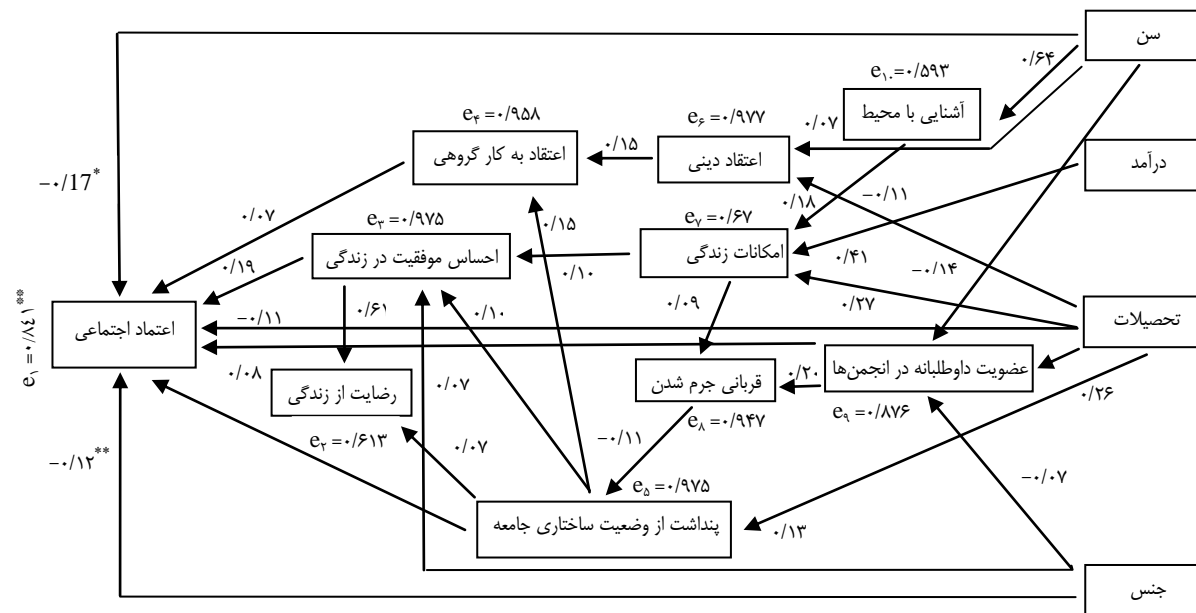 سن
۰/۶۴
e۱۰=۰/۵۹۳
آشنایی با محیط
e۴=۰/۹۵۸
e۶=۰/۹۷۷
۰/۰۷
اعتقاد به کار گروهی
۰/۱۵
اعتقاد دینی
درآمد
−۰/17*
−۰/۱۱
۰/۱۸
۰/۰۷
e۳=۰/۹۷۵
۰/۱۵
e۷=۰/۶۷
احساس موفقیت در زندگی
امکانات زندگی
۰/۱۹
۰/۱۰
۰/۴۱
−۰/۱۴
۰/۰۹
۰/۲۷
e۱=۰/۸٤۱**
اعتماد اجتماعی
−۰/۱۱
۰/۶۱
۰/۱۰
تحصیلات
۰/۰۸
۰/۰۷
۰/۲۰
عضویت داوطلبانه در انجمن‌ها
قربانی جرم شدن
رضایت از زندگی
۰/۲۶
e۸=۰/۹۴۷
e۹=۰/۸۷۶
e۲=۰/۶۱۳
۰/۰۷
−۰/۱۱
−۰/۱۲**
−۰/۰۷
e۵=۰/۹۷۵
پنداشت از وضعیت ساختاری جامعه
۰/۱۳
جنس